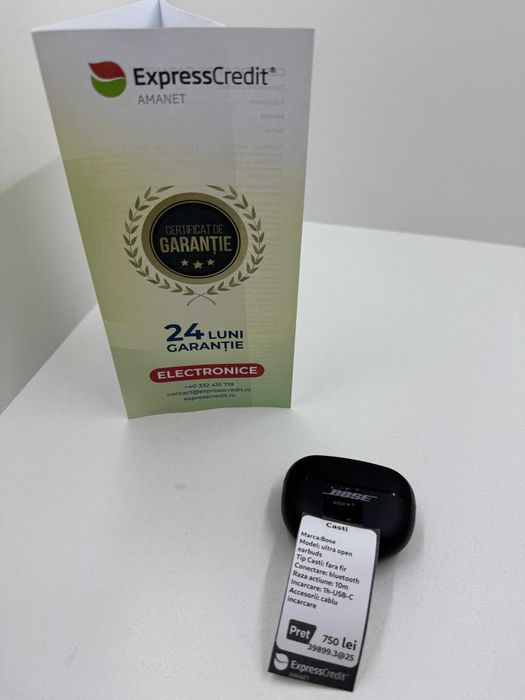 ExpressCredit®
AMANET
CERTIFICAT DE
GARANȚIE
24 LUNI
GARANȚIE
ELECTRONICE
+40 332 415 719
contact@expresscredit.ro
expresscredit.ro
BOSE
Casti
Marca:Bose
Model: ultra open
earbuds
Tip Casti: fara fir
Conectare: bluetooth
Raza actiune: 10m
Incarcare: 1h-USB-C
Accesorii: cablu
incarcare
Pret 750 lei
39899.3@25
ExpressCredit®
AMANET